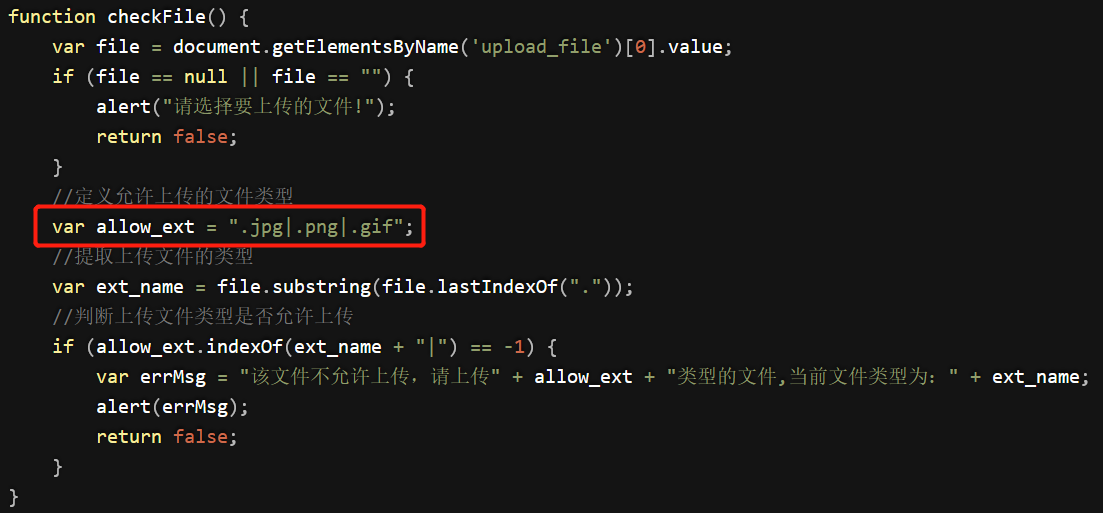 function checkFile() {
    var file = document.getElementsByName('upload_file')[0].value;
    if (file == null || file == "") {
        alert("请选择要上传的文件!");
        return false;
    }
    //定义允许上传的文件类型
    var allow_ext = ".jpg|.png|.gif";
    //提取上传文件的类型
    var ext_name = file.substring(file.lastIndexOf("."));
    //判断上传文件类型是否允许上传
    if (allow_ext.indexOf(ext_name + "|") == -1) {
        var errMsg = "该文件不允许上传，请上传" + allow_ext + "类型的文件,当前文件类型为：" + ext_name;
        alert(errMsg);
        return false;
    }
}